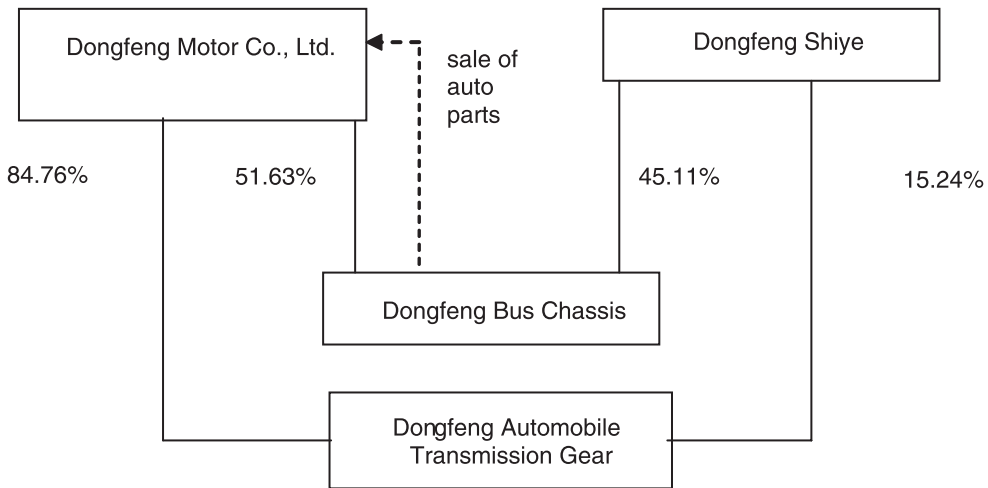 Dongfeng Motor Co., Ltd.
Dongfeng Shiye
sale of
auto
parts
84.76%
51.63%
45.11%
15.24%
Dongfeng Bus Chassis
Dongfeng Automobile
Transmission Gear